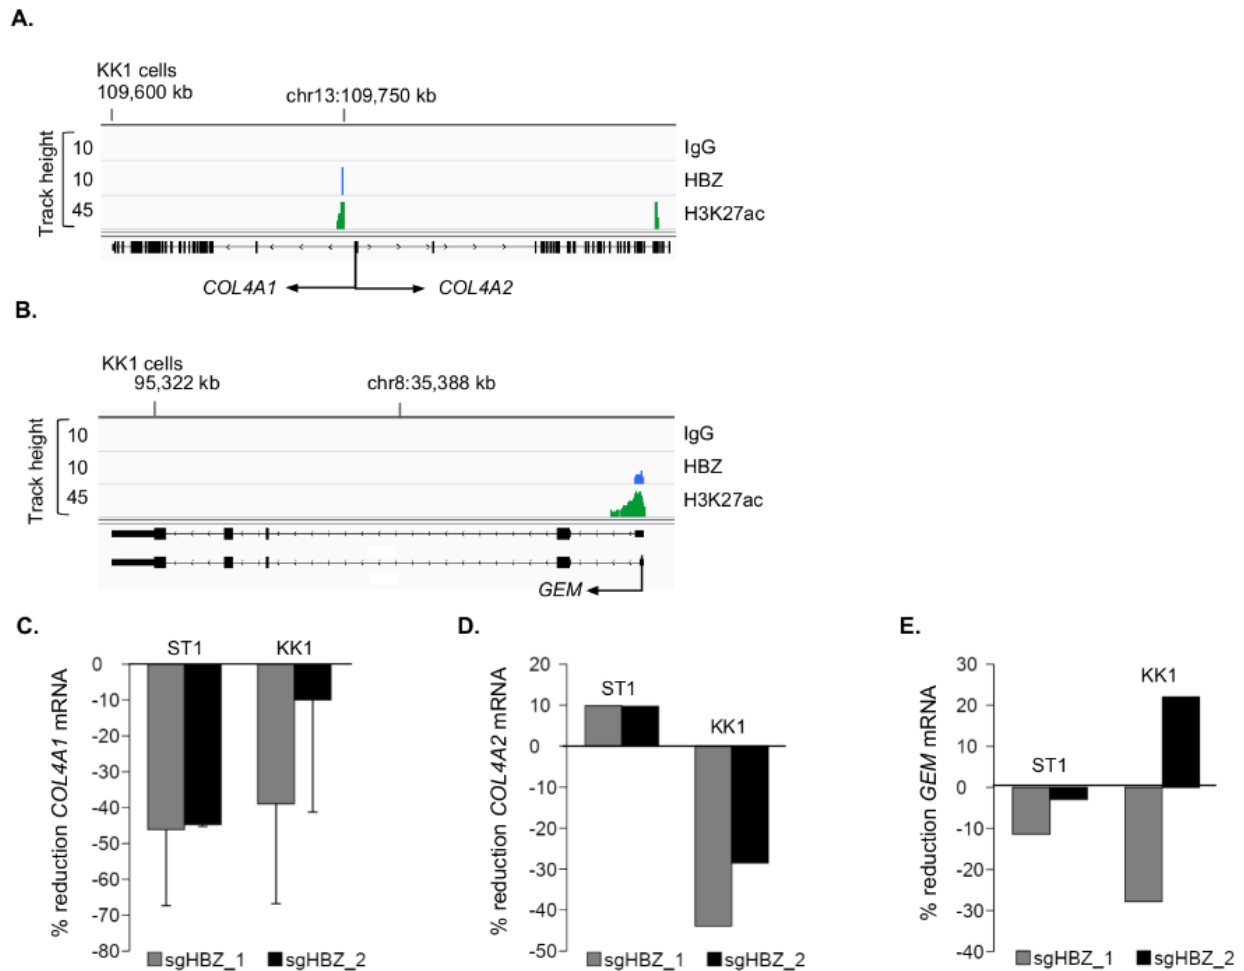 A.
KK1 cells
109,600 kb
chr13:109,750 kb
Track height
10
10
45
IgG
HBZ
H3K27ac
COL4A1
COL4A2
B.
KK1 cells
95,322 kb
chr8:35,388 kb
Track height
10
10
45
IgG
HBZ
H3K27ac
GEM
C.
% reduction COL4A1 mRNA
ST1
KK1
0
-10
-20
-30
-40
-50
-60
-70
-80
sgHBZ_1
sgHBZ_2
D.
% reduction COL4A2 mRNA
ST1
KK1
20
10
0
-10
-20
-30
-40
-50
sgHBZ_1
sgHBZ_2
E.
% reduction GEM mRNA
ST1
KK1
30
20
10
0
-10
-20
-30
-40
sgHBZ_1
sgHBZ_2